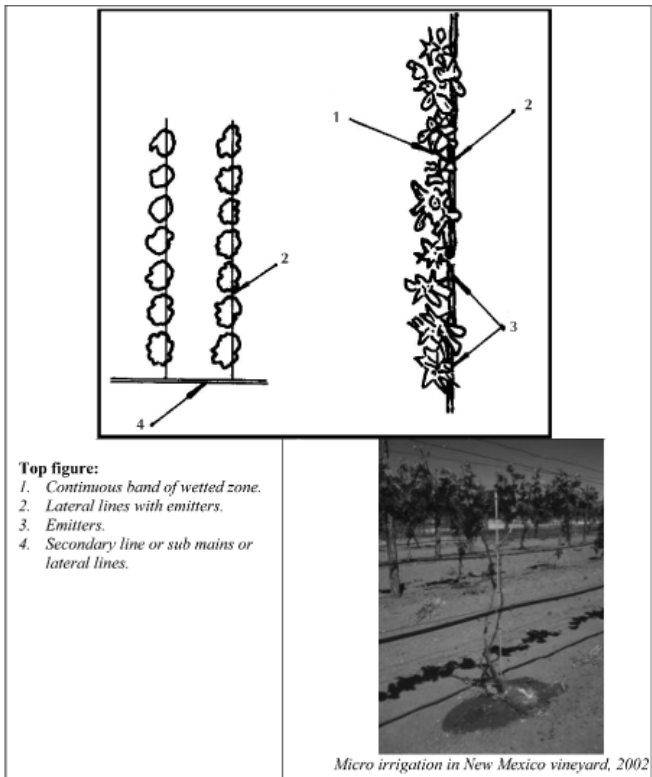 1
2
2
3
4
Top figure:
1. Continuous band of wetted zone.
2. Lateral lines with emitters.
3. Emitters.
4. Secondary line or sub mains or
lateral lines.
Micro irrigation in New Mexico vineyard, 2002